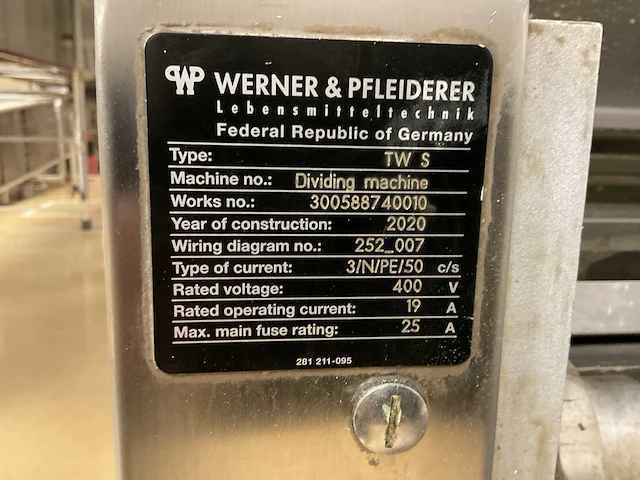 WP WERNER & PFLEIDERER
Lebensmitteltechnik
Federal Republic of Germany
Type: TW S
Machine no.: Dividing machine
Works no.: 300588740010
Year of construction: 2020
Wiring diagram no.: 252_007
Type of current: 3/N/PE/50 c/s
Rated voltage: 400 V
Rated operating current: 19 A
Max. main fuse rating: 25 A
281 211-095